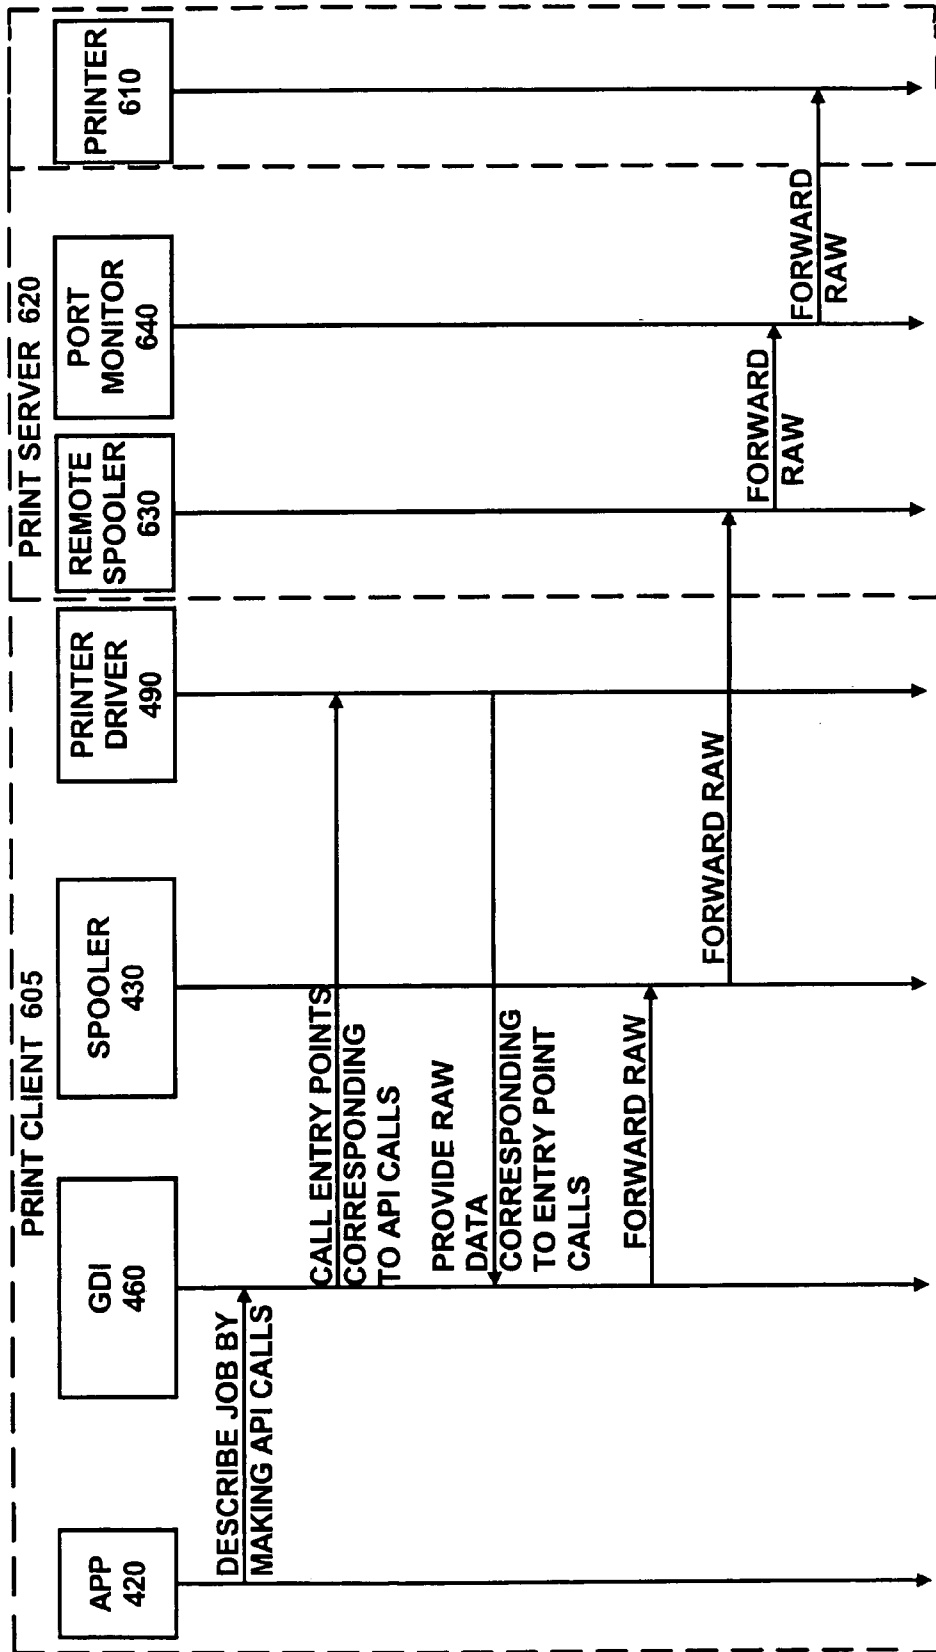 PRINT CLIENT 605
PRINT SERVER 620
APP
420
GDI
460
SPOOLER
430
PRINTER
DRIVER
490
REMOTE
SPOOLER
630
PORT
MONITOR
640
PRINTER
610
DESCRIBE JOB BY
MAKING API CALLS
CALL ENTRY POINTS
CORRESPONDING
TO API CALLS
PROVIDE RAW
DATA
CORRESPONDING
TO ENTRY POINT
CALLS
FORWARD RAW
FORWARD RAW
FORWARD
RAW
FORWARD
RAW